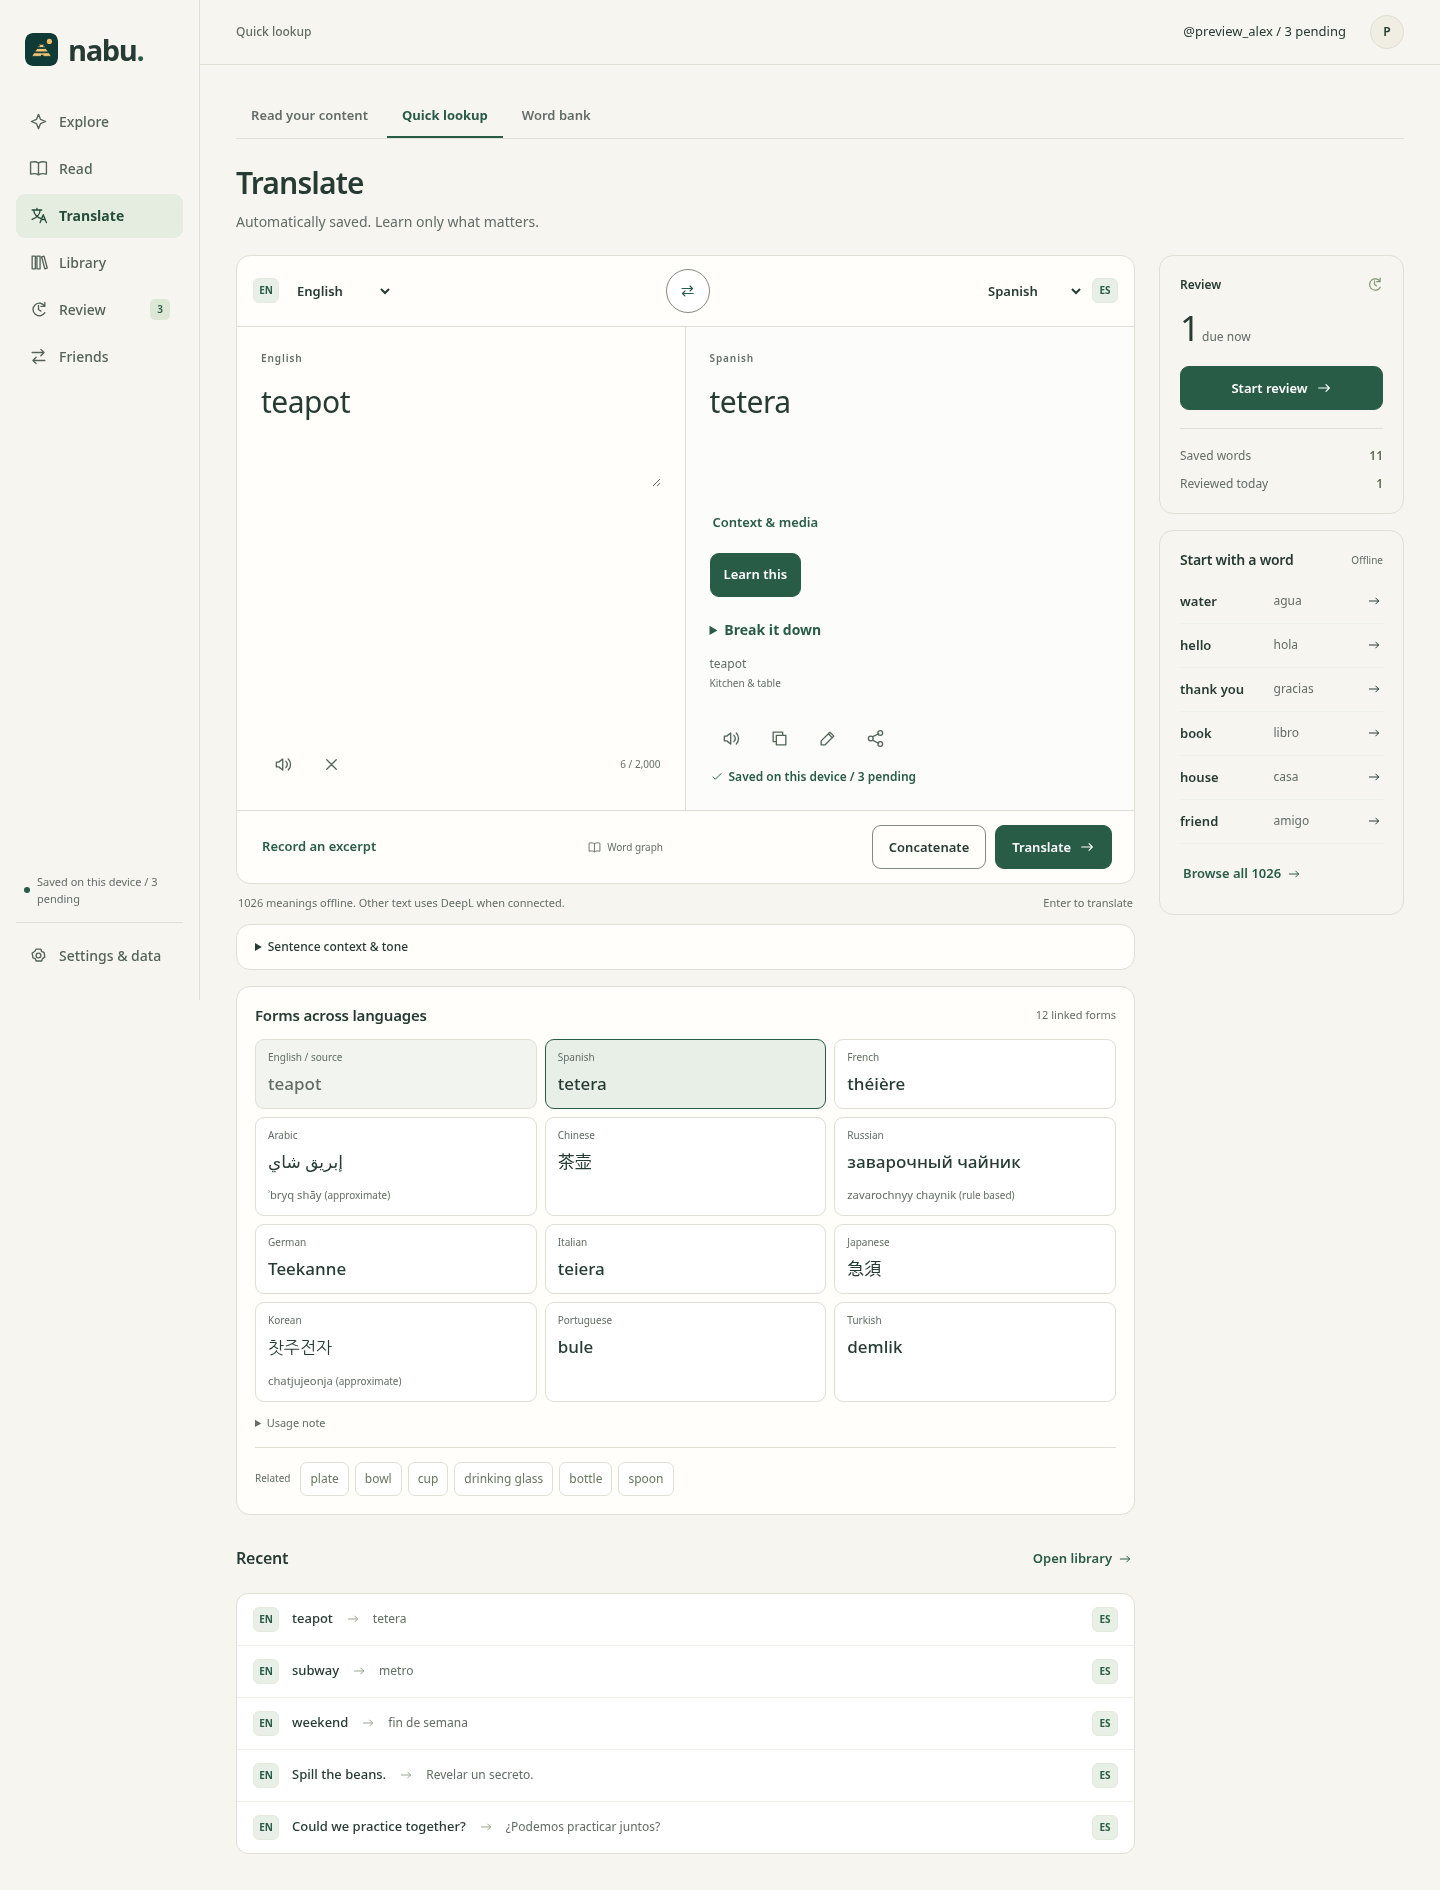 nabu.
Explore
Read
Translate
Library
Review 3
Friends
Saved on this device / 3
pending
Settings & data
Quick lookup
@preview_alex / 3 pending P
Read your content Quick lookup Word bank
Translate
Automatically saved. Learn only what matters.
EN English
Spanish ES
English
teapot
6 / 2,000
Spanish
tetera
Context & media
Learn this
Break it down
teapot
Kitchen & table
Saved on this device / 3 pending
Record an excerpt Word graph Concatenate Translate
1026 meanings offline. Other text uses DeepL when connected. Enter to translate
Sentence context & tone
Forms across languages 12 linked forms
English / source
teapot
Spanish
tetera
French
théière
Arabic
إبريق شاي
ʾbryq shāy (approximate)
Chinese
茶壶
Russian
заварочный чайник
zavarochnyy chaynik (rule based)
German
Teekanne
Italian
teiera
Japanese
急須
Korean
찻주전자
chatjujeonja (approximate)
Portuguese
bule
Turkish
demlik
Usage note
Related plate bowl cup drinking glass bottle spoon
Recent Open library
EN teapot tetera ES
EN subway metro ES
EN weekend fin de semana ES
EN Spill the beans. Revelar un secreto. ES
EN Could we practice together? ¿Podemos practicar juntos? ES
Review
1 due now
Start review
Saved words 11
Reviewed today 1
Start with a word Offline
water agua
hello hola
thank you gracias
book libro
house casa
friend amigo
Browse all 1026